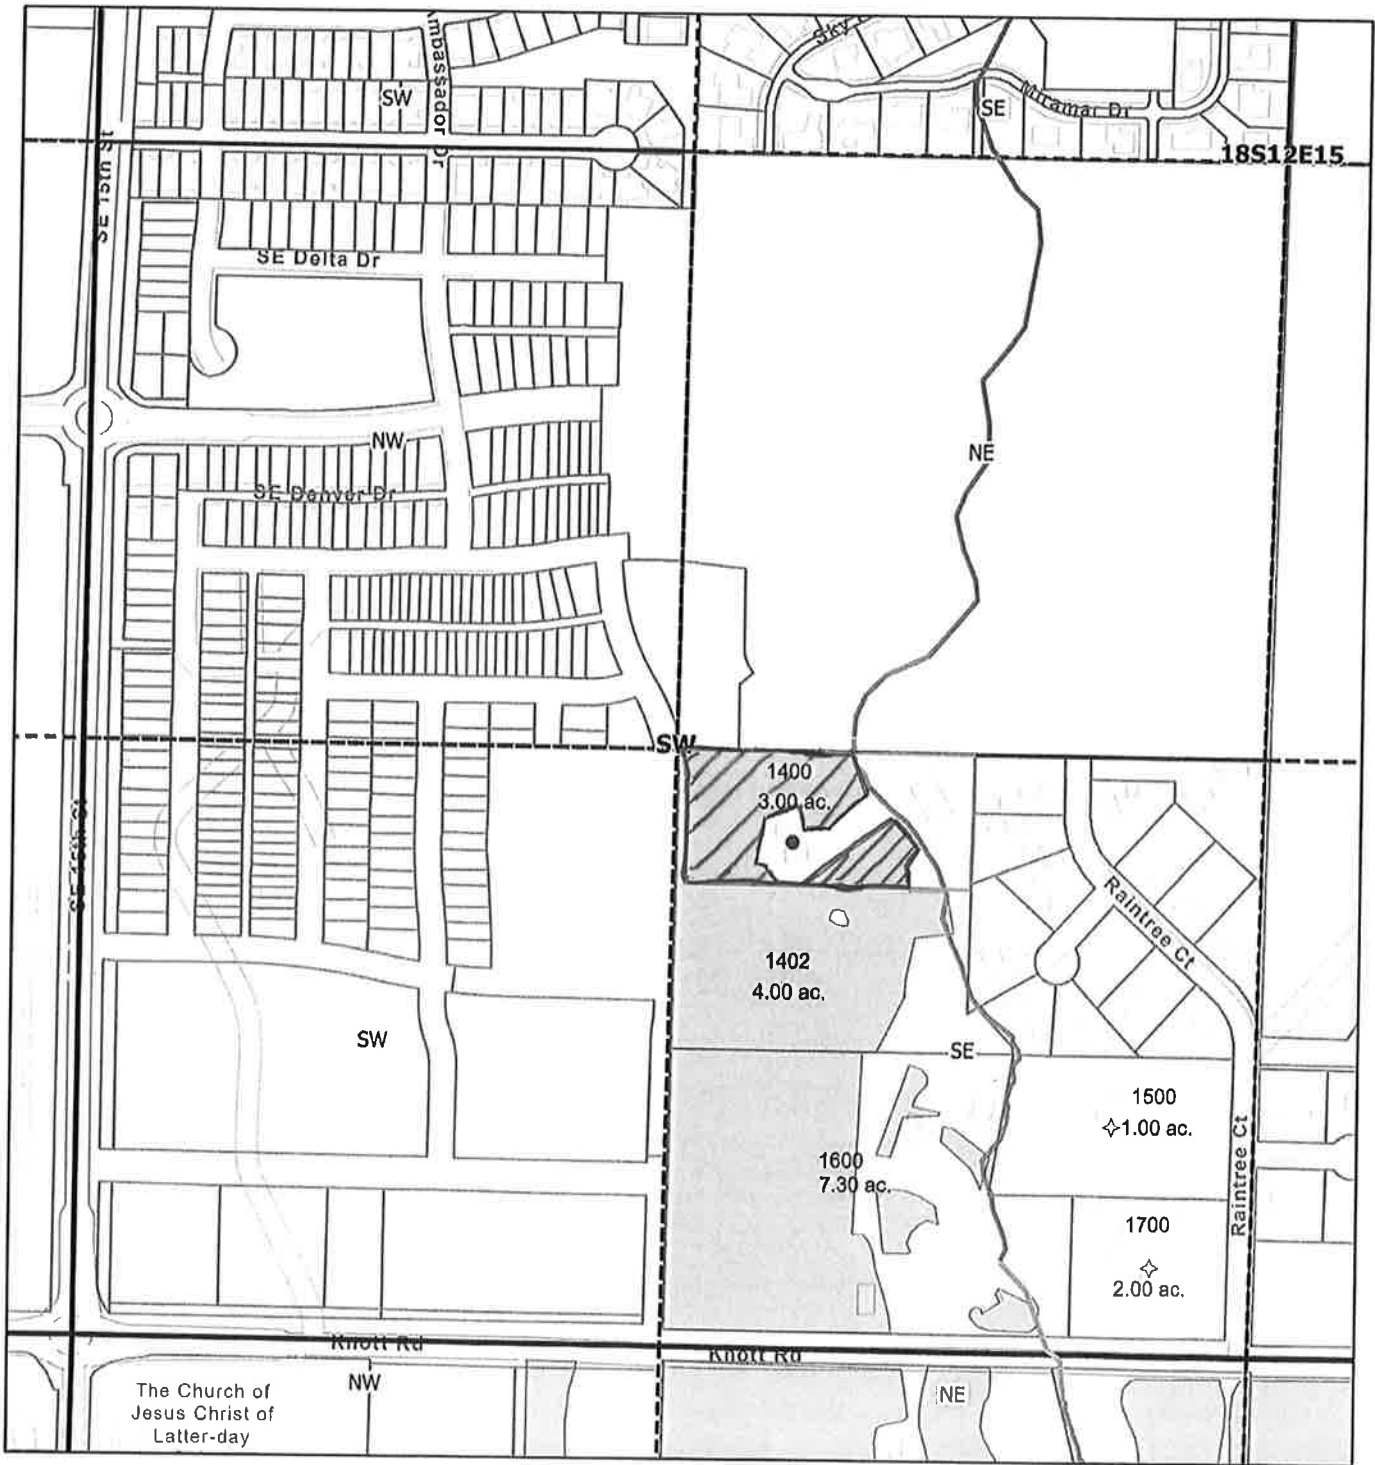 Ambassador Dr
SW
SE
Miramar Dr
18S12E15
SE 15th St
SE Delta Dr
NW
NE
SE Denver Dr
SW
1400
3.00 ac.
Raintree Ct
1402
4.00 ac.
SW
SE
1500
1.00 ac.
1600
7.30 ac.
Raintree Ct
1700
2.00 ac.
Knott Rd
Knott Rd
NW
NE
The Church of
Jesus Christ of
Latter-day